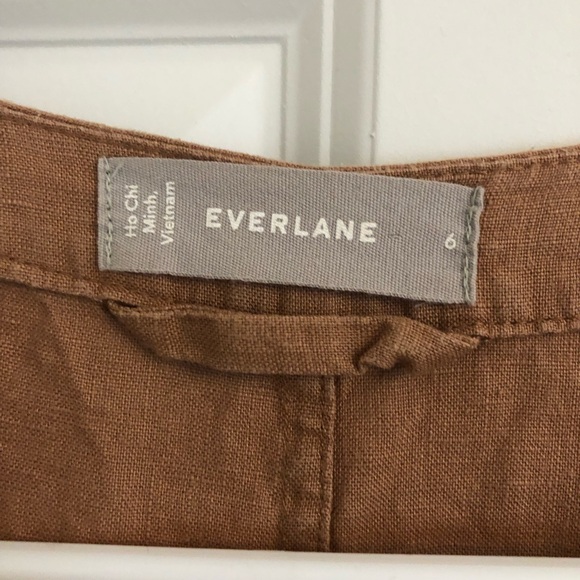 Ho Chi
Minh,
Vietnam
EVERLANE
6